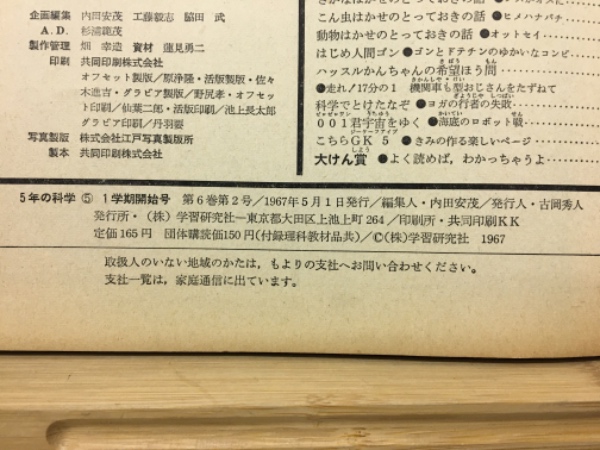 企画編集 内田安茂 工藤毅志 脇田 武
A.D. 杉浦範茂
製作管理 畑 幸造 資材 蓮見勇二
印刷 共同印刷株式会社
オフセット製版／原浄隆・活版製版・佐々
木進吉・グラビア製版／野尻孝・オフセッ
ト印刷／仙葉二郎・活版印刷／池上長太郎
グラビア印刷／丹羽要
写真製版 株式会社江戸写真製版所
製本 共同印刷株式会社
こん虫はかせのとっておきの話 ●ヒメハナバチ
動物はかせのとっておきの話 ●オットセイ
はじめ人間ゴン ●ゴンとドテチンのゆかいなコンビ
ハッスルかんちゃんの希望ほう問
●走れ！17分の1 機関車も型おじさんをたずねて
科学でとけたなぞ ●ヨガの行者の失敗
001君宇宙をゆく ●海底のロボット戦
こちらGK5 ●きみの作る楽しいページ
大けん賞 ●よく読めば，わかっちゃうよ
5年の科学 ⑤ 1学期開始号 第6巻第2号／1967年5月1日発行／編集人・内田安茂／発行人・古岡秀人
発行所・(株)学習研究社―東京都大田区上池上町264／印刷所・共同印刷KK
定価165円 団体購読価150円(付録理科教材品共)／©(株)学習研究社 1967
取扱人のいない地域のかたは，もよりの支社へお問い合わせください。
支社一覧は，家庭通信に出ています。